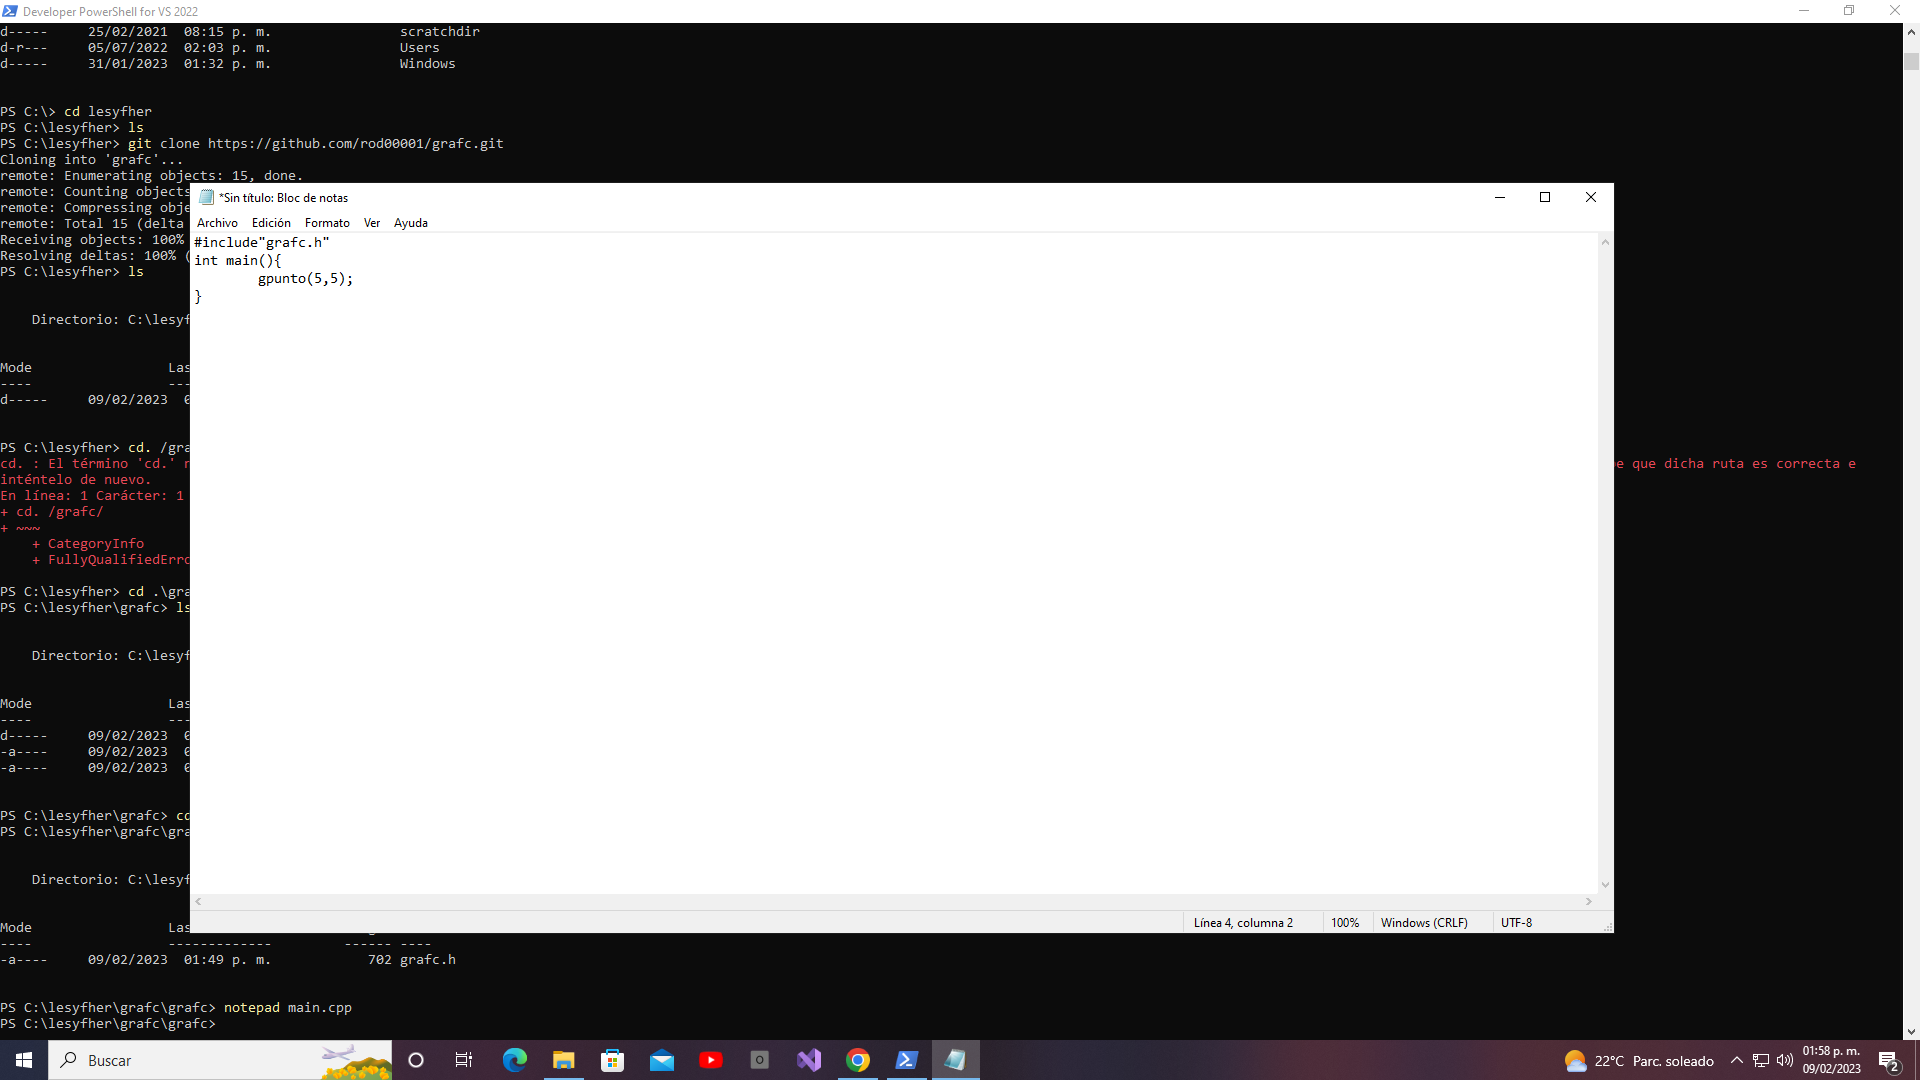 Developer PowerShell for VS 2022
d----- 25/02/2021 08:15 p. m. scratchdir
d-r--- 05/07/2022 02:03 p. m. Users
d----- 31/01/2023 01:32 p. m. Windows
PS C:\> cd lesyfher
PS C:\lesyfher> ls
PS C:\lesyfher> git clone https://github.com/rod00001/grafc.git
Cloning into 'grafc'...
remote: Enumerating objects: 15, done.
remote: Counting objects
remote: Compressing obje
remote: Total 15 (delta
Receiving objects: 100%
Resolving deltas: 100% (
PS C:\lesyfher> ls
Directorio: C:\lesyf
Mode Las
---- ---
d----- 09/02/2023 0
PS C:\lesyfher> cd. /gra
cd. : El término 'cd.' n
e que dicha ruta es correcta e
inténtelo de nuevo.
En línea: 1 Carácter: 1
+ cd. /grafc/
+ ~~~
+ CategoryInfo
+ FullyQualifiedErro
PS C:\lesyfher> cd .\gra
PS C:\lesyfher\grafc> ls
Directorio: C:\lesyf
Mode Las
---- ---
d----- 09/02/2023 0
-a---- 09/02/2023 0
-a---- 09/02/2023 0
PS C:\lesyfher\grafc> cd
PS C:\lesyfher\grafc\gra
Directorio: C:\lesyf
Mode Las
---- ------------- ------ ----
-a---- 09/02/2023 01:49 p. m. 702 grafc.h
PS C:\lesyfher\grafc\grafc> notepad main.cpp
PS C:\lesyfher\grafc\grafc>
*Sin título: Bloc de notas
Archivo Edición Formato Ver Ayuda
#include"grafc.h"
int main(){
gpunto(5,5);
}
Línea 4, columna 2 100% Windows (CRLF) UTF-8
Buscar
22°C Parc. soleado
01:58 p. m.
09/02/2023
2